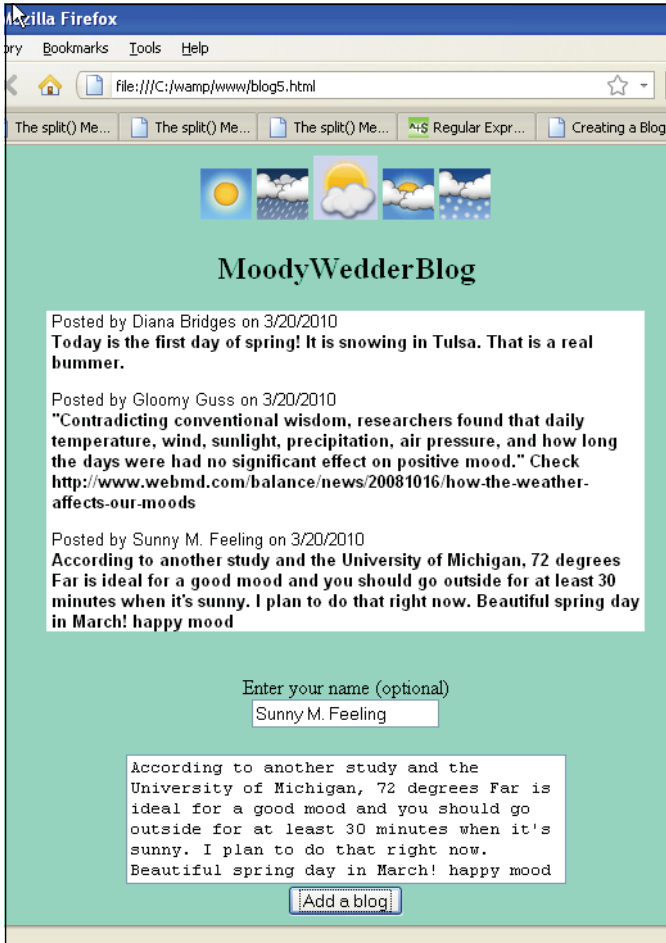 Mozilla Firefox
ory Bookmarks Tools Help
file:///C:/wamp/www/blog5.html
The split() Me... The split() Me... The split() Me... Regular Expr... Creating a Blog
MoodyWedderBlog
Posted by Diana Bridges on 3/20/2010
Today is the first day of spring! It is snowing in Tulsa. That is a real
bummer.
Posted by Gloomy Guss on 3/20/2010
"Contradicting conventional wisdom, researchers found that daily
temperature, wind, sunlight, precipitation, air pressure, and how long
the days were had no significant effect on positive mood." Check
http://www.webmd.com/balance/news/20081016/how-the-weather-
affects-our-moods
Posted by Sunny M. Feeling on 3/20/2010
According to another study and the University of Michigan, 72 degrees
Far is ideal for a good mood and you should go outside for at least 30
minutes when it's sunny. I plan to do that right now. Beautiful spring day
in March! happy mood
Enter your name (optional)
Sunny M. Feeling
According to another study and the
University of Michigan, 72 degrees Far is
ideal for a good mood and you should go
outside for at least 30 minutes when it's
sunny. I plan to do that right now.
Beautiful spring day in March! happy mood
Add a blog